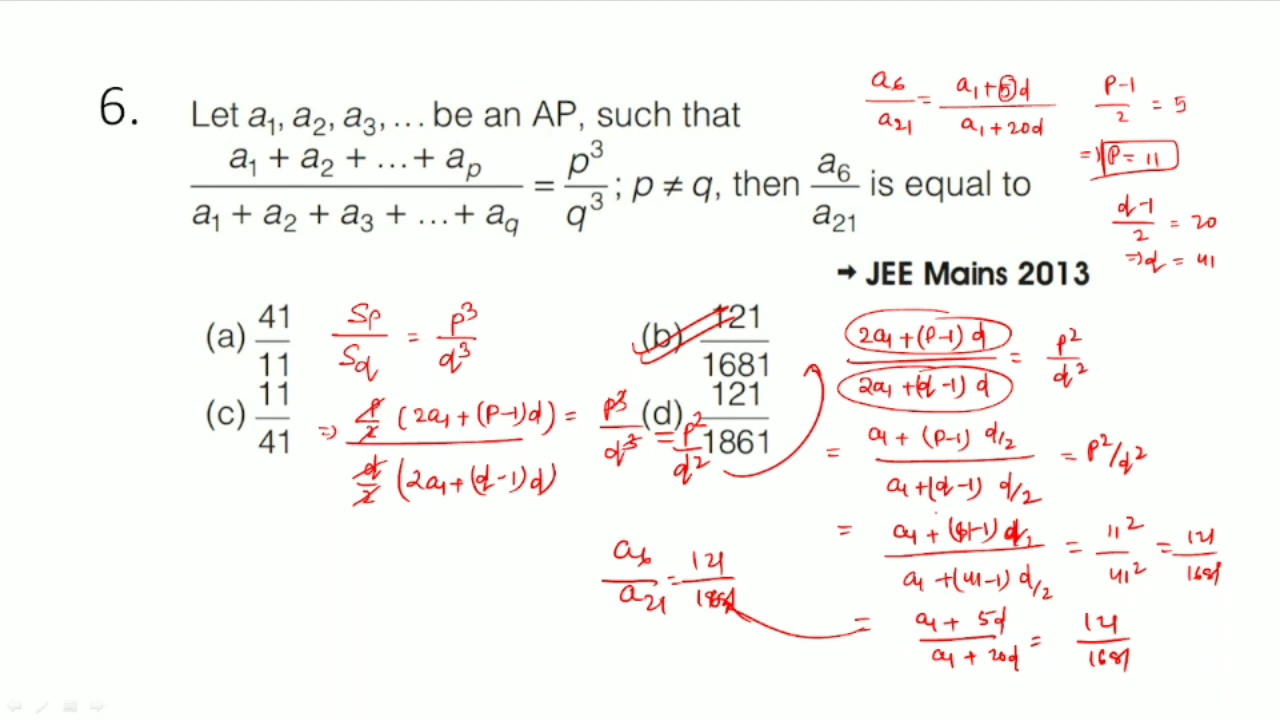 6.
Let a₁, a₂, a₃, ... be an AP, such that
a₁ + a₂ + ... + aₚ / a₁ + a₂ + a₃ + ... + a_q = p³/q³ ; p ≠ q, then a₆/a₂₁ is equal to
→ JEE Mains 2013
(a) 41/11
(b) 121/1681
(c) 11/41
(d) 121/1861
Sp/Sq = p³/q³
⇒ p/2 (2a₁ + (p-1)d) / q/2 (2a₁ + (q-1)d) = p³/q³ = p²/q²
a₆/a₂₁ = a₁ + 5d / a₁ + 20d
p-1/2 = 5
⇒ p = 11
q-1/2 = 20
⇒ q = 41
2a₁ + (p-1)d / 2a₁ + (q-1)d = p²/q²
= a₁ + (p-1) d/2 / a₁ + (q-1) d/2 = p²/q²
= a₁ + (11-1) d/2 / a₁ + (41-1) d/2 = 11²/41² = 121/1681
= a₁ + 5d / a₁ + 20d = 121/1681
a₆/a₂₁ = 121/1681